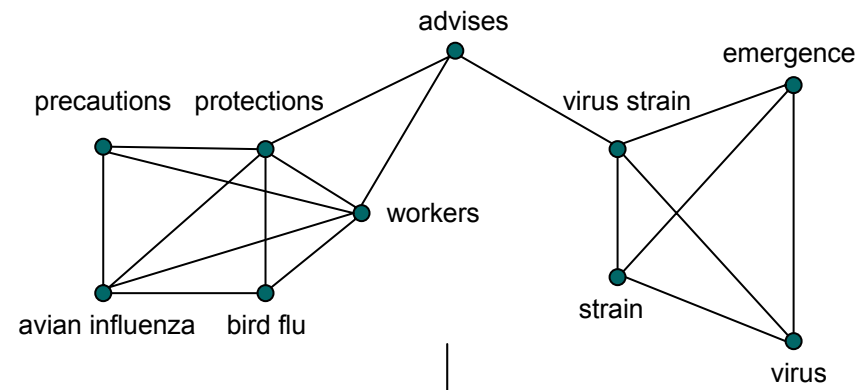 advises
emergence
precautions
protections
virus strain
workers
strain
avian influenza
bird flu
virus